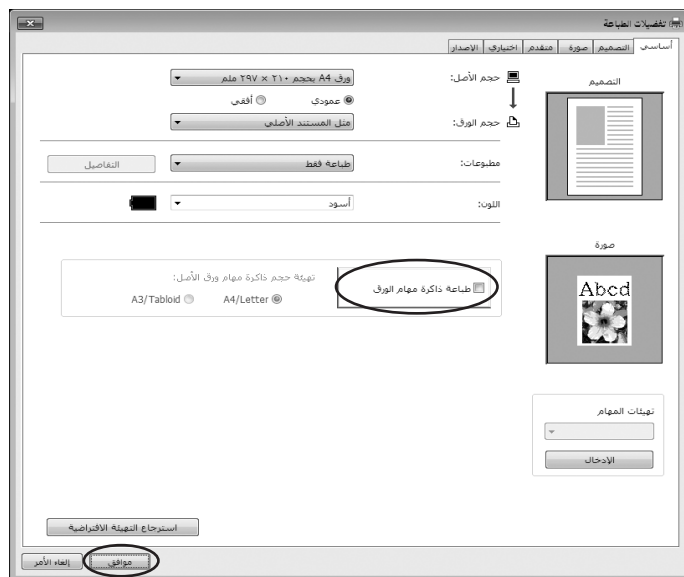 تفضيلات الطباعة
أساسي التصميم صورة متقدم اختياري الاصدار
التصميم
حجم الأصل: ورق A4 بحجم ٢١٠ × ٢٩٧ ملم
عمودي أفقي
حجم الورق: مثل المستند الأصلي
مطبوعات: طباعة فقط التفاصيل
اللون: أسود
صورة
Abcd
طباعة ذاكرة مهام الورق
تهيئة حجم ذاكرة مهام ورق الأصل:
A4/Letter A3/Tabloid
تهيئات المهام
الإدخال
استرجاع التهيئة الافتراضية
موافق إلغاء الأمر